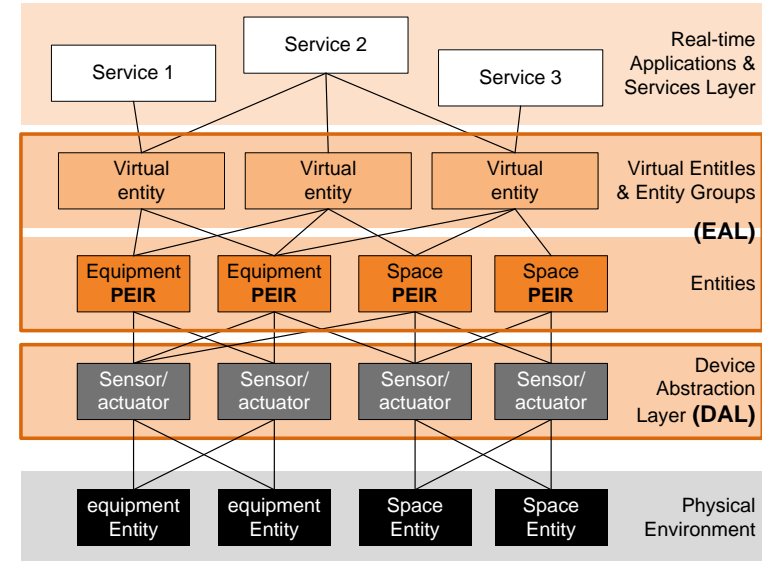 Service 1
Service 2
Service 3
Real-time
Applications &
Services Layer
Virtual
entity
Virtual
entity
Virtual
entity
Virtual Entitles
& Entity Groups
(EAL)
Equipment
PEIR
Equipment
PEIR
Space
PEIR
Space
PEIR
Entities
Sensor/
actuator
Sensor/
actuator
Sensor/
actuator
Sensor/
actuator
Device
Abstraction
Layer (DAL)
equipment
Entity
equipment
Entity
Space
Entity
Space
Entity
Physical
Environment